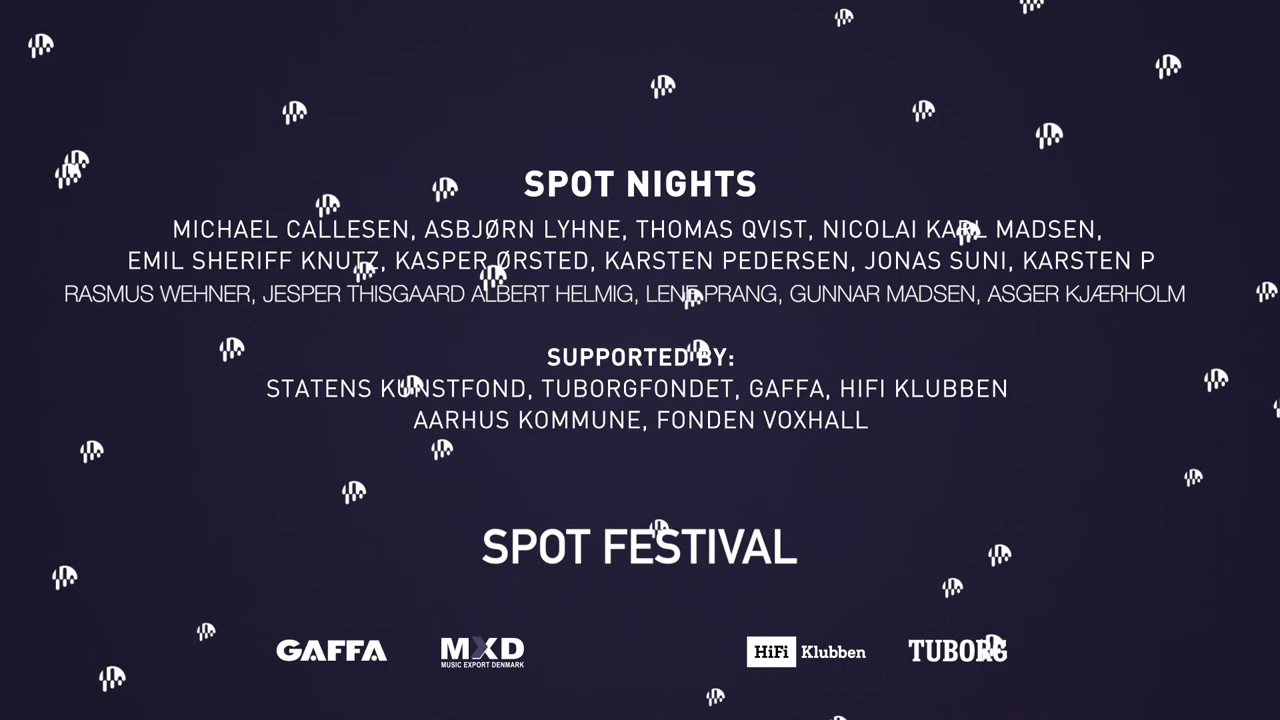 SPOT NIGHTS
MICHAEL CALLESEN, ASBJØRN LYHNE, THOMAS QVIST, NICOLAI KARL MADSEN,
EMIL SHERIFF KNUTZ, KASPER ØRSTED, KARSTEN PEDERSEN, JONAS SUNI, KARSTEN P
RASMUS WEHNER, JESPER THISGAARD ALBERT HELMIG, LENE PRANG, GUNNAR MADSEN, ASGER KJÆRHOLM
SUPPORTED BY:
STATENS KUNSTFOND, TUBORGFONDET, GAFFA, HIFI KLUBBEN
AARHUS KOMMUNE, FONDEN VOXHALL
SPOT FESTIVAL
GAFFA MXD HiFi Klubben TUBORG
MUSIC EXPORT DENMARK